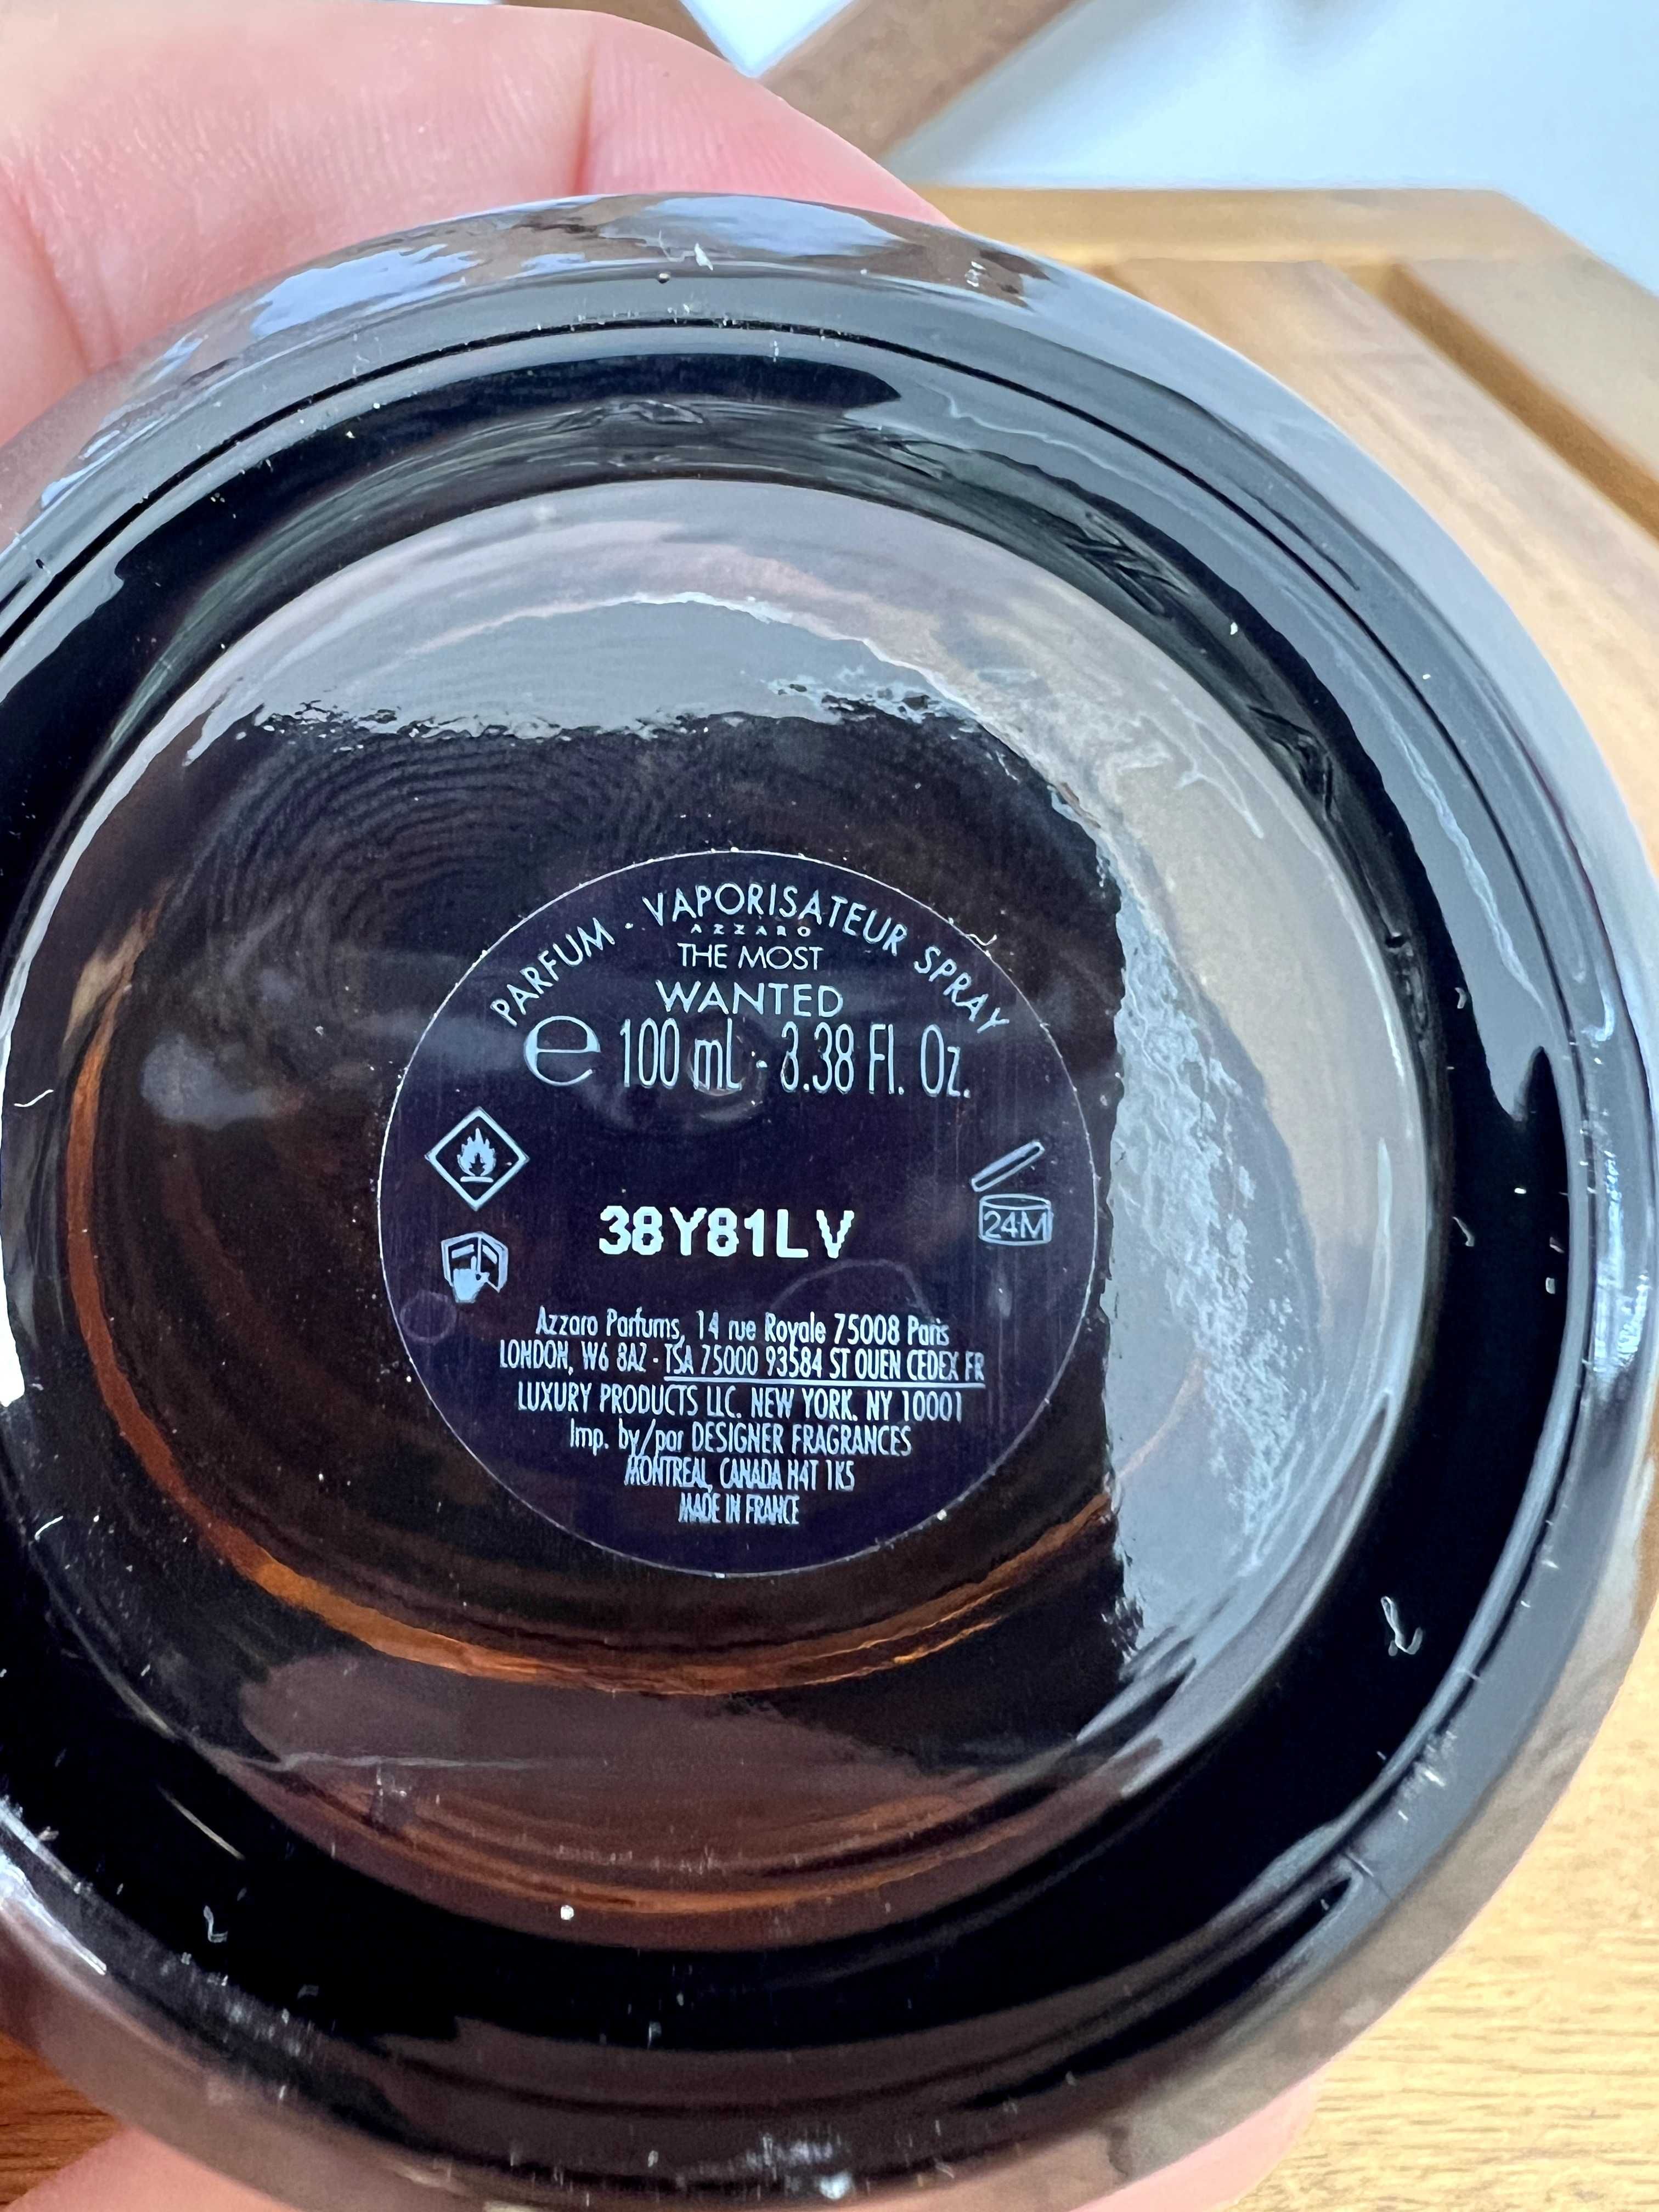 PARFUM · VAPORISATEUR SPRAY
AZZARO
THE MOST
WANTED
e 100 mL - 3.38 Fl. Oz.
24M
38Y81LV
Azzaro Parfums, 14 rue Royale 75008 Paris
LONDON, W6 8AZ - TSA 75000 93584 ST OUEN CEDEX FR
LUXURY PRODUCTS LLC. NEW YORK. NY 10001
Imp. by/par DESIGNER FRAGRANCES
MONTREAL, CANADA H4T 1K5
MADE IN FRANCE